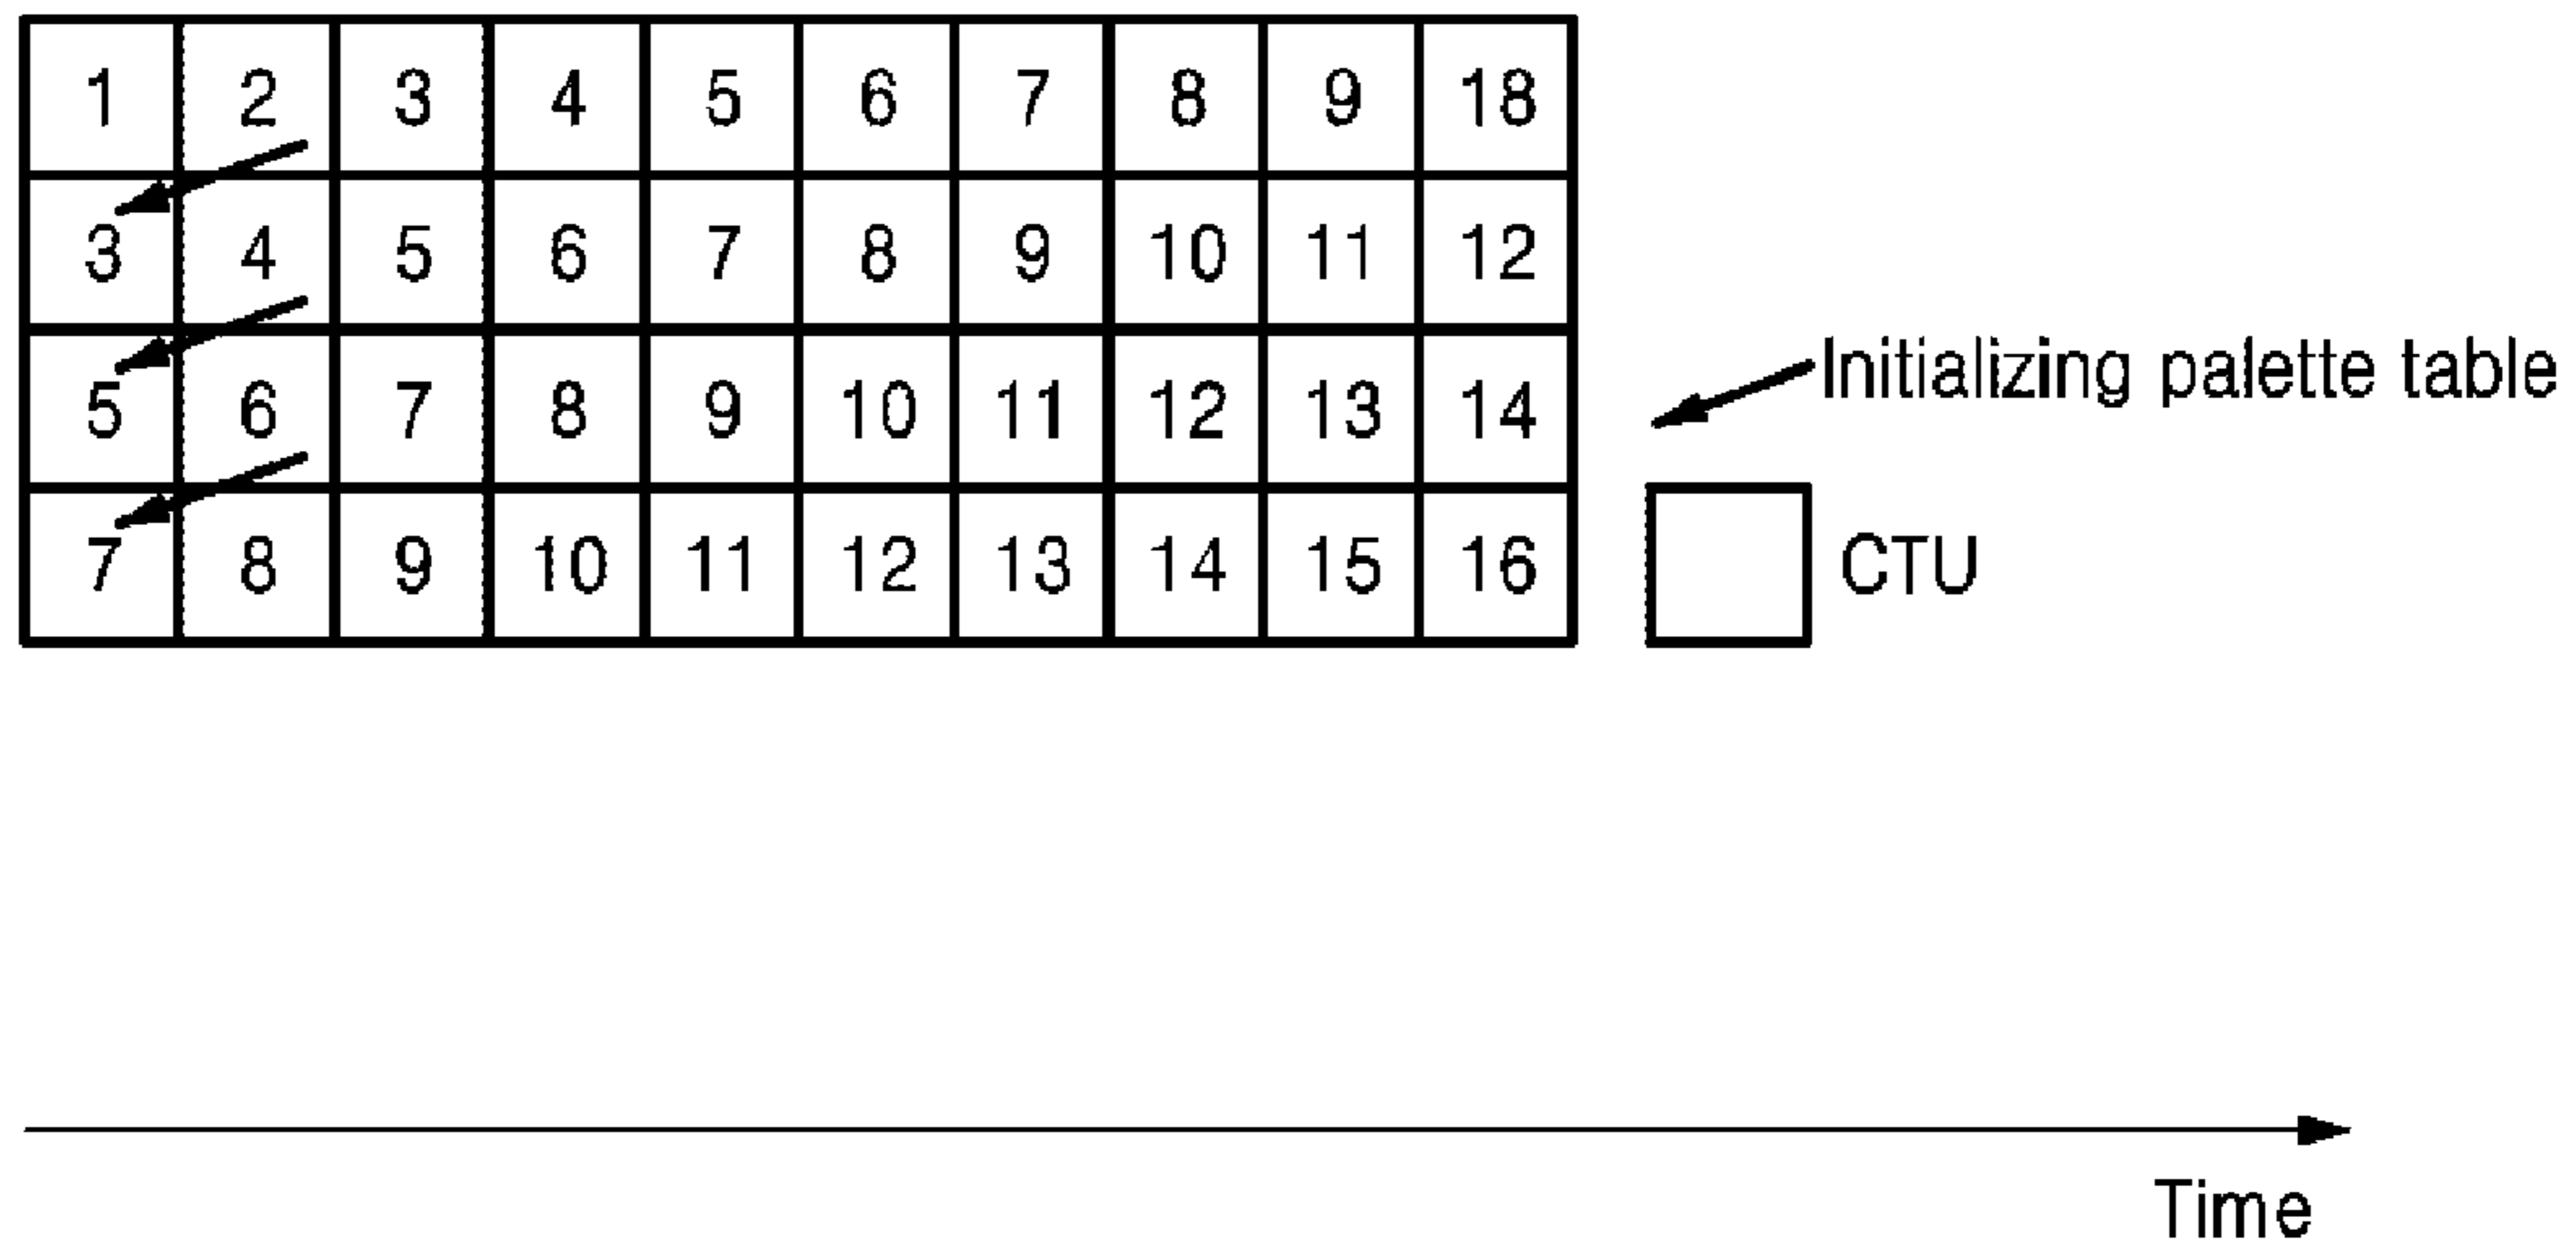 1 2 3 4 5 6 7 8 9 18
3 4 5 6 7 8 9 10 11 12
Initializing palette table
5 6 7 8 9 10 11 12 13 14
7 8 9 10 11 12 13 14 15 16
CTU
Time